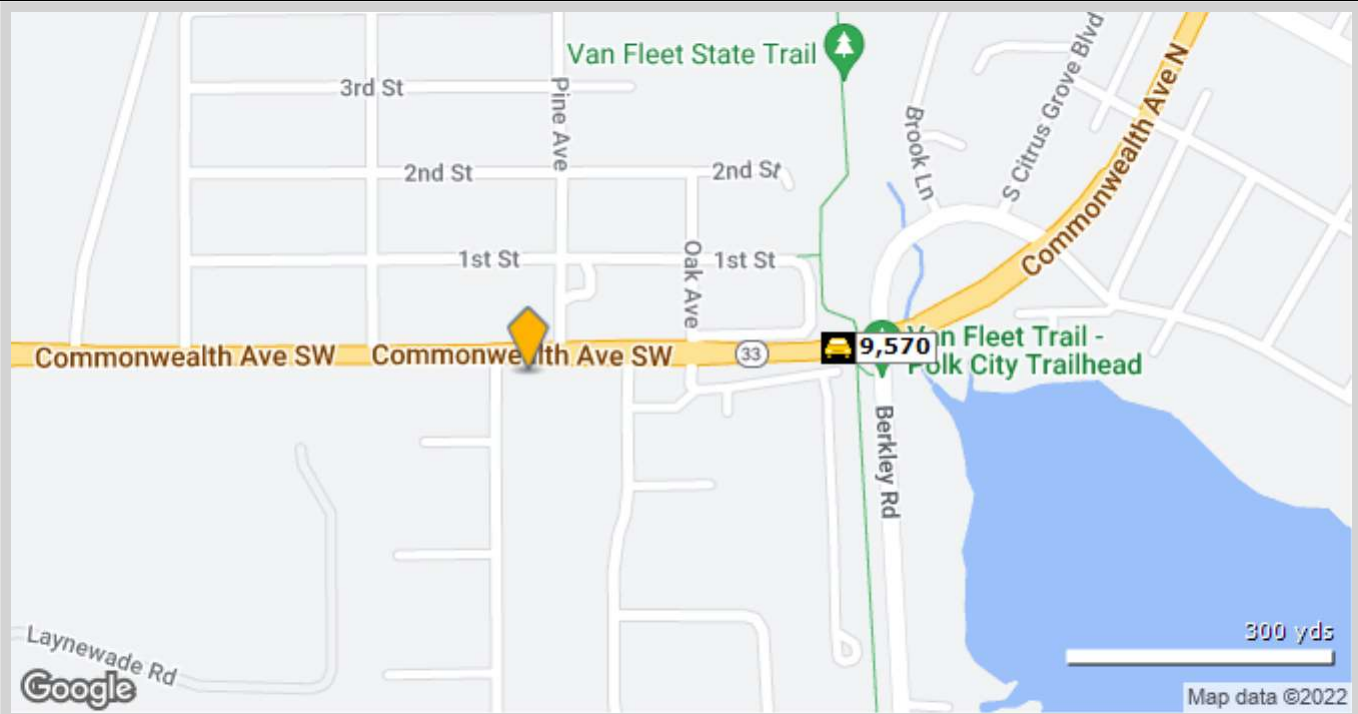 Van Fleet State Trail
3rd St
Pine Ave
Brook Ln
S Citrus Grove Blvd
Commonwealth Ave N
2nd St
2nd St
1st St
Oak Ave
1st St
Commonwealth Ave SW
Commonwealth Ave SW
33
9,570
Van Fleet Trail -
Polk City Trailhead
Berkley Rd
Laynewade Rd
300 yds
Google
Map data ©2022